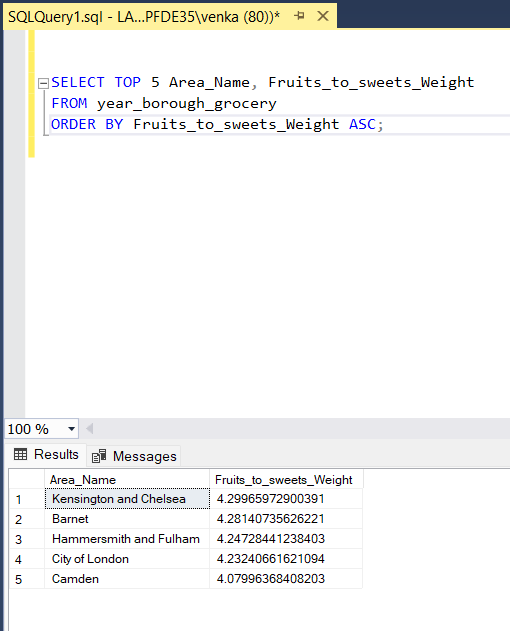 SQLQuery1.sql - LA...PFDE35\venka (80))*
SELECT TOP 5 Area_Name, Fruits_to_sweets_Weight
FROM year_borough_grocery
ORDER BY Fruits_to_sweets_Weight ASC;
100 %
Results Messages
Area_Name Fruits_to_sweets_Weight
1 Kensington and Chelsea 4.29965972900391
2 Barnet 4.28140735626221
3 Hammersmith and Fulham 4.24728441238403
4 City of London 4.23240661621094
5 Camden 4.07996368408203